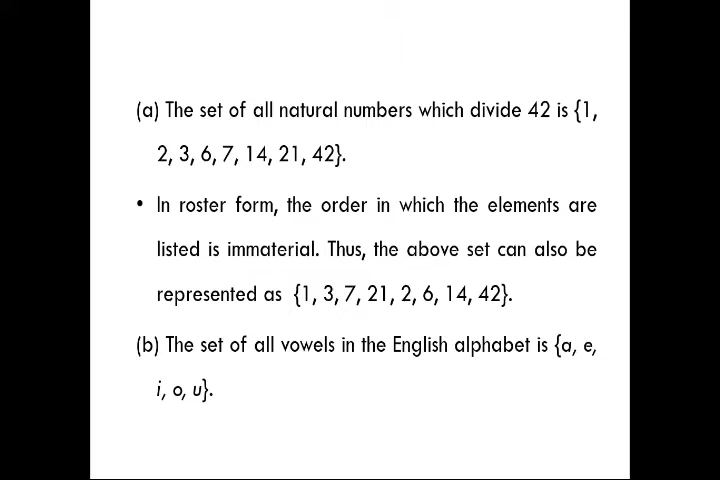 (a) The set of all natural numbers which divide 42 is {1,
2, 3, 6, 7, 14, 21, 42}.
• In roster form, the order in which the elements are
listed is immaterial. Thus, the above set can also be
represented as {1, 3, 7, 21, 2, 6, 14, 42}.
(b) The set of all vowels in the English alphabet is {a, e,
i, o, u}.